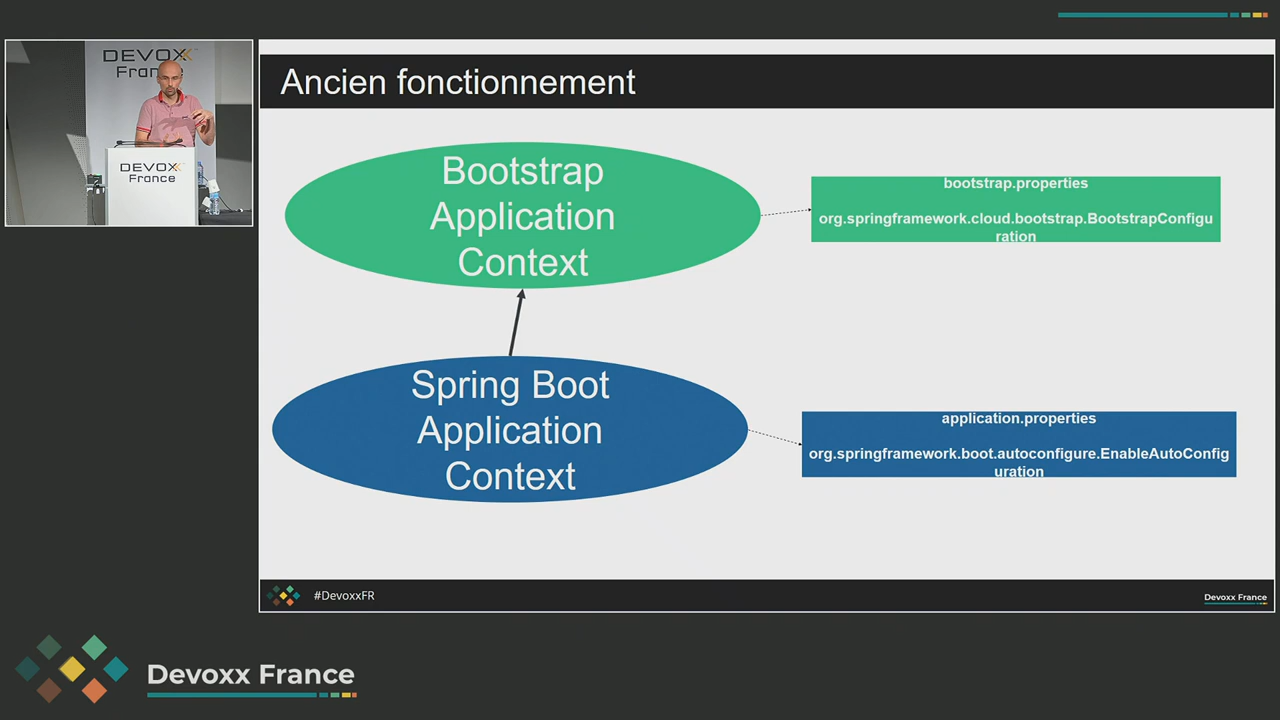 DEVOXX
France
DEVOXX
France
Ancien fonctionnement
Bootstrap
Application
Context
bootstrap.properties
org.springframework.cloud.bootstrap.BootstrapConfigu
ration
Spring Boot
Application
Context
application.properties
org.springframework.boot.autoconfigure.EnableAutoConfig
uration
#DevoxxFR
Devoxx France
Devoxx France